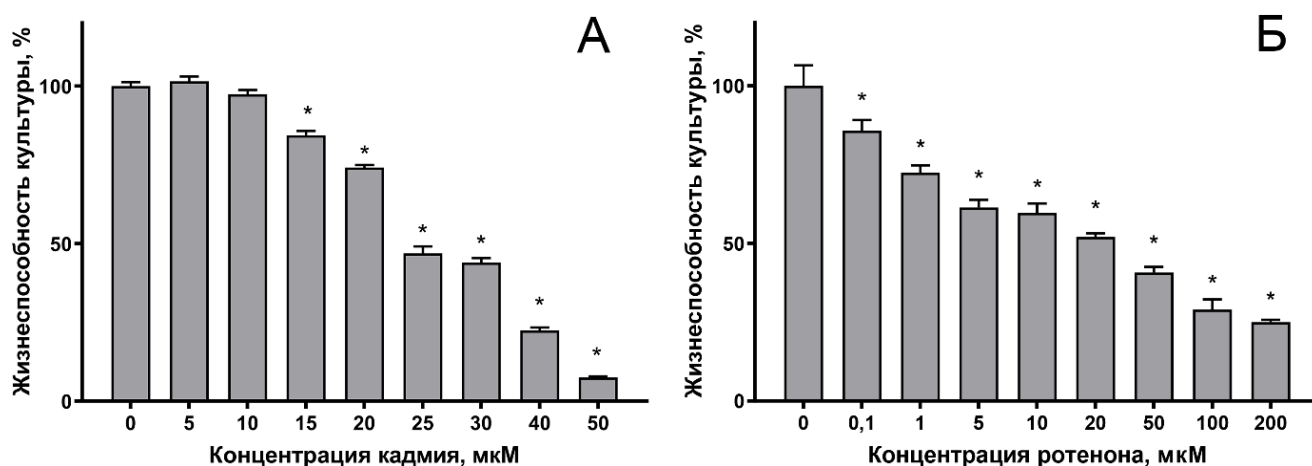 А
Жизнеспособность культуры, %
100
50
0
* * * * * *
0 5 10 15 20 25 30 40 50
Концентрация кадмия, мкМ
Б
Жизнеспособность культуры, %
100
50
0
* * * * * * * *
0 0,1 1 5 10 20 50 100 200
Концентрация ротенона, мкМ